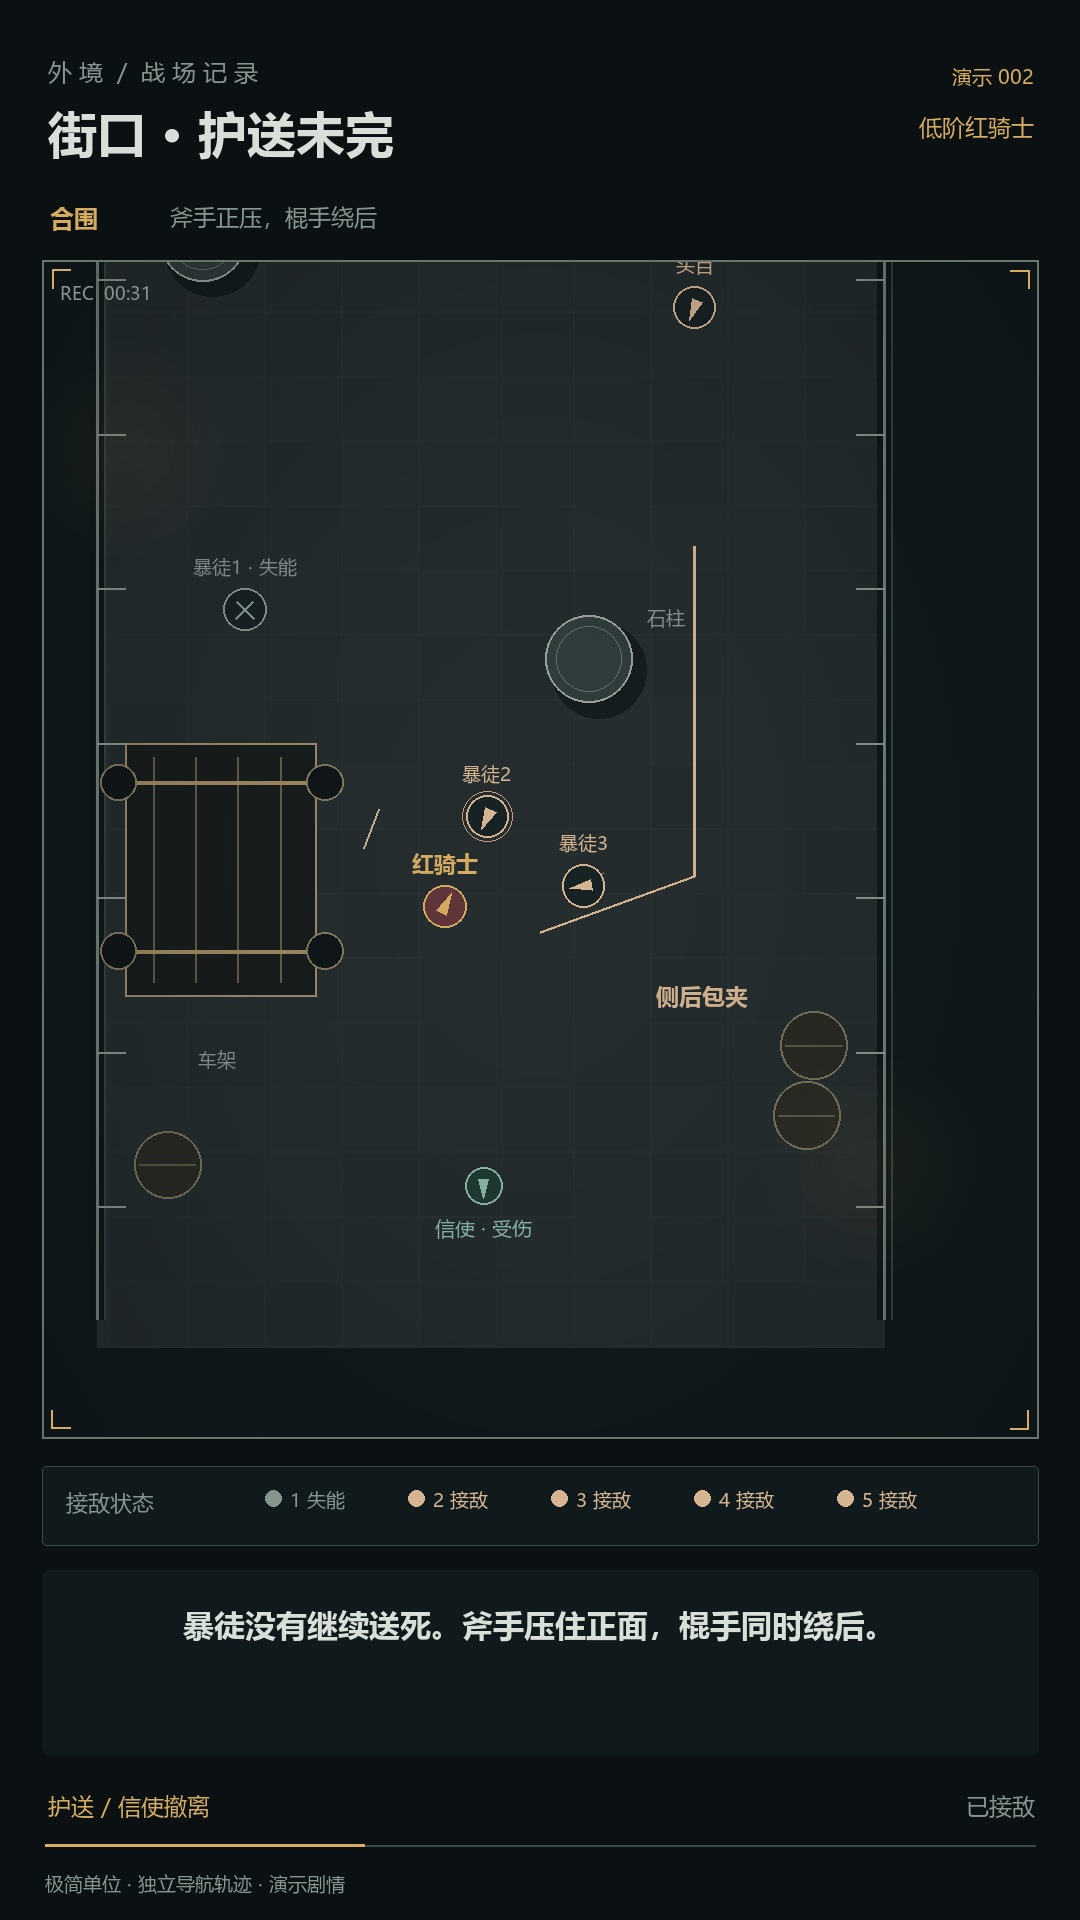 外境 / 战场记录
演示 002
街口·护送未完
低阶红骑士
合围
斧手正压，棍手绕后
头目
REC 00:31
暴徒1 · 失能
石柱
暴徒2
暴徒3
红骑士
侧后包夹
车架
信使 · 受伤
接敌状态
1 失能
2 接敌
3 接敌
4 接敌
5 接敌
暴徒没有继续送死。斧手压住正面，棍手同时绕后。
护送 / 信使撤离
已接敌
极简单位 · 独立导航轨迹 · 演示剧情